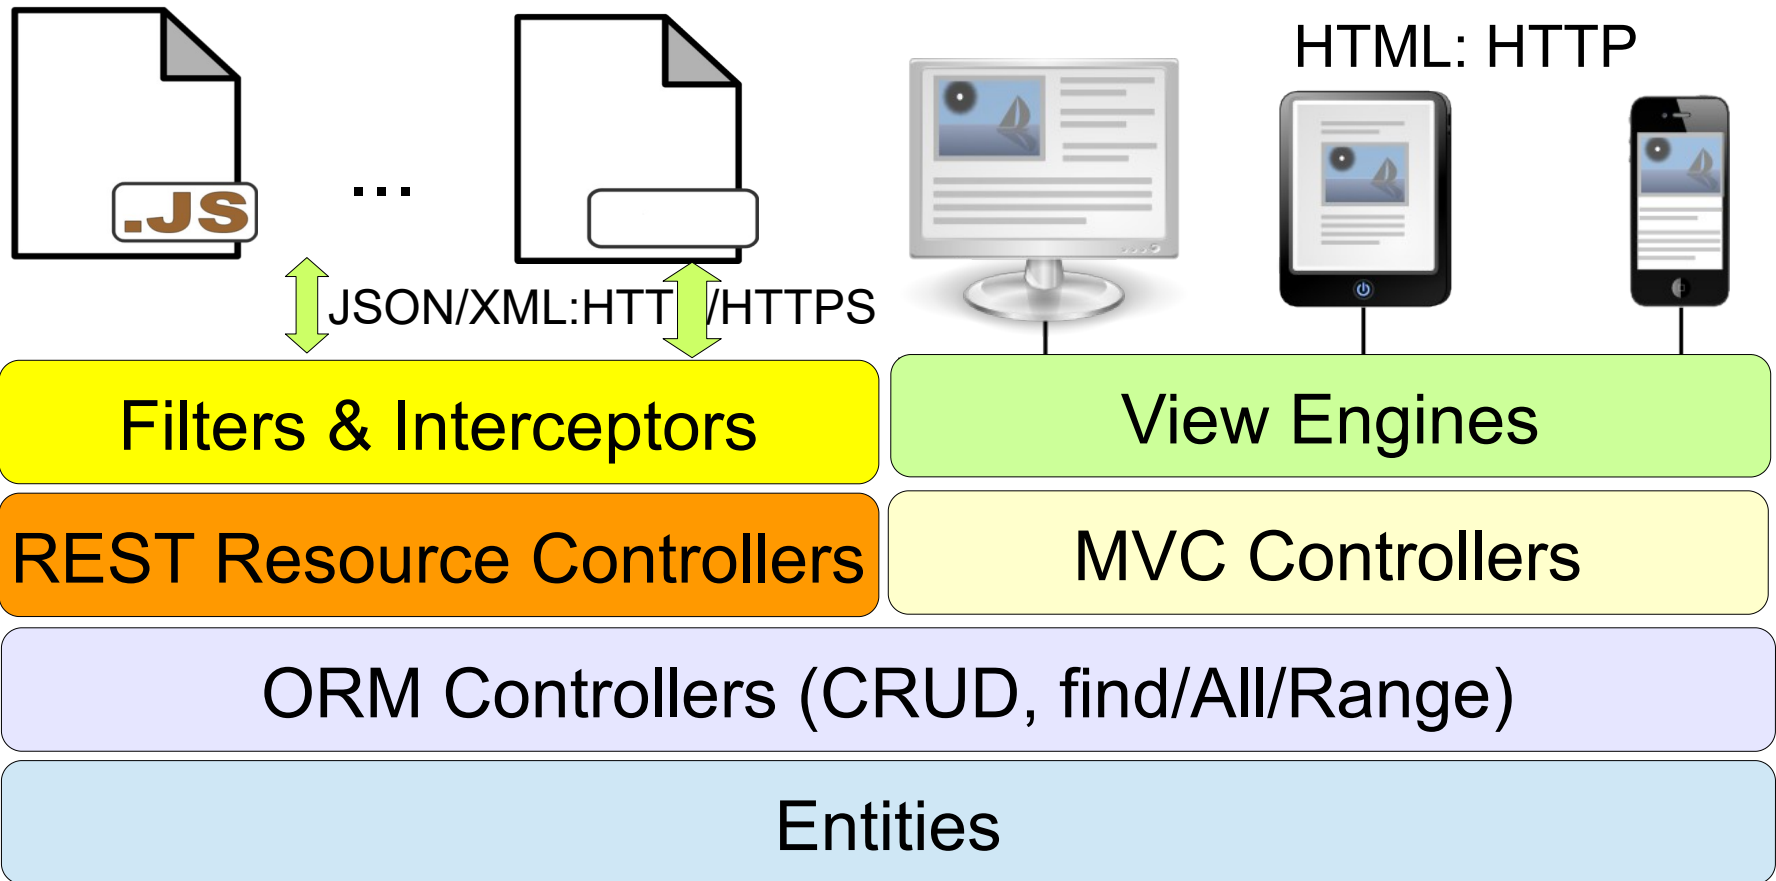 HTML: HTTP
.JS
...
JSON/XML:HTT /HTTPS
Filters & Interceptors
View Engines
REST Resource Controllers
MVC Controllers
ORM Controllers (CRUD, find/All/Range)
Entities